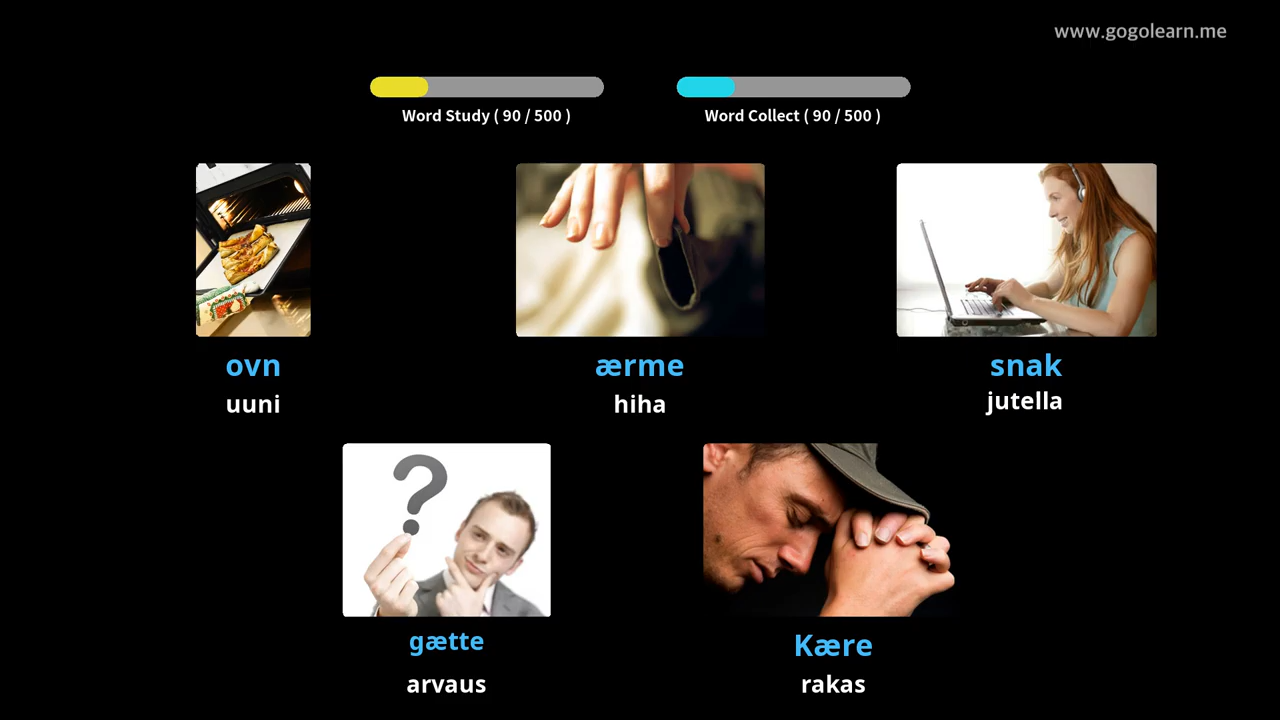 www.gogolearn.me
Word Study ( 90 / 500 )
Word Collect ( 90 / 500 )
ovn
uuni
ærme
hiha
snak
jutella
gætte
arvaus
Kære
rakas